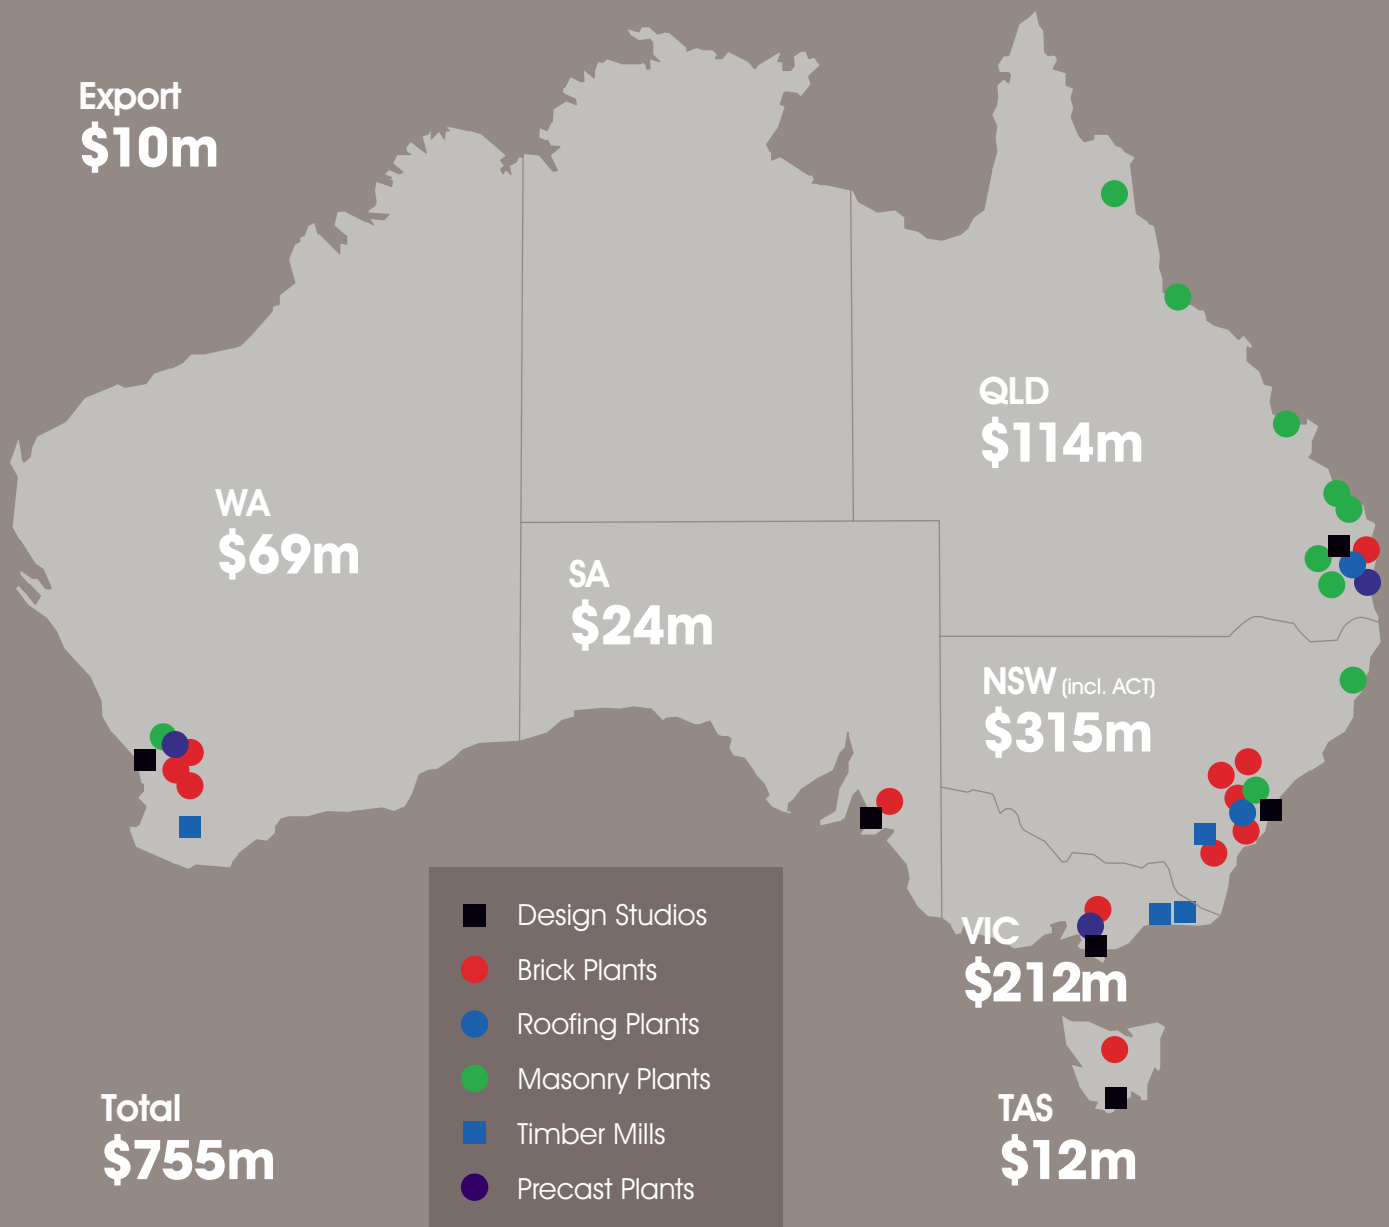 Export
$10m
QLD
$114m
WA
$69m
SA
$24m
NSW (incl. ACT)
$315m
VIC
$212m
TAS
$12m
Total
$755m
Design Studios
Brick Plants
Roofing Plants
Masonry Plants
Timber Mills
Precast Plants